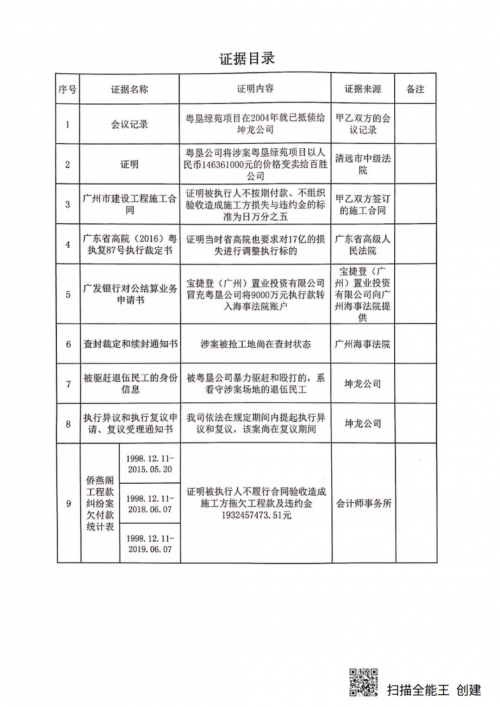 证据目录
序号 证据名称 证明内容 证据来源 备注
1 会议记录 粤垦绿苑项目在2004年就已抵债给
坤龙公司 甲乙双方的会
议记录
2 证明 粤垦公司将涉案粤垦绿苑项目以人
民币146361000元的价格变卖给百胜
公司 清远市中级法
院
3 广州市建设工程施工合
同 证明被执行人不按期付款、不组织
验收造成施工方损失与违约金的标
准为日万分之五 甲乙双方签订
的施工合同
4 广东省高院（2016）粤
执复87号执行裁定书 证明当时省高院也要求对17亿的损
失进行调整执行标的 广东省高级人
民法院
5 广发银行对公结算业务
申请书 宝捷登（广州）置业投资有限公司
冒充粤垦公司将9000万元执行款转
入海事法院账户 宝捷登（广
州）置业投资
有限公司向广
州海事法院提
供
6 查封裁定和续封通知书 涉案被抢工地尚在查封状态 广州海事法院
7 被驱赶退伍民工的身份
信息 被粤垦公司暴力驱赶和殴打的，系
看守涉案场地的退伍民工 坤龙公司
8 执行异议和执行复议申
请、复议受理通知书 我司依法在规定期间内提起执行异
议和复议，该案尚在复议期间 坤龙公司
9 侨燕阁
工程款
纠纷案
欠付款
统计表 1998.12.11-
2015.05.20
1998.12.11-
2018.06.07
1998.12.11-
2019.06.07 证明被执行人不履行合同验收造成
施工方拖欠工程款及违约金
1932457473.51元 会计师事务所
扫描全能王 创建